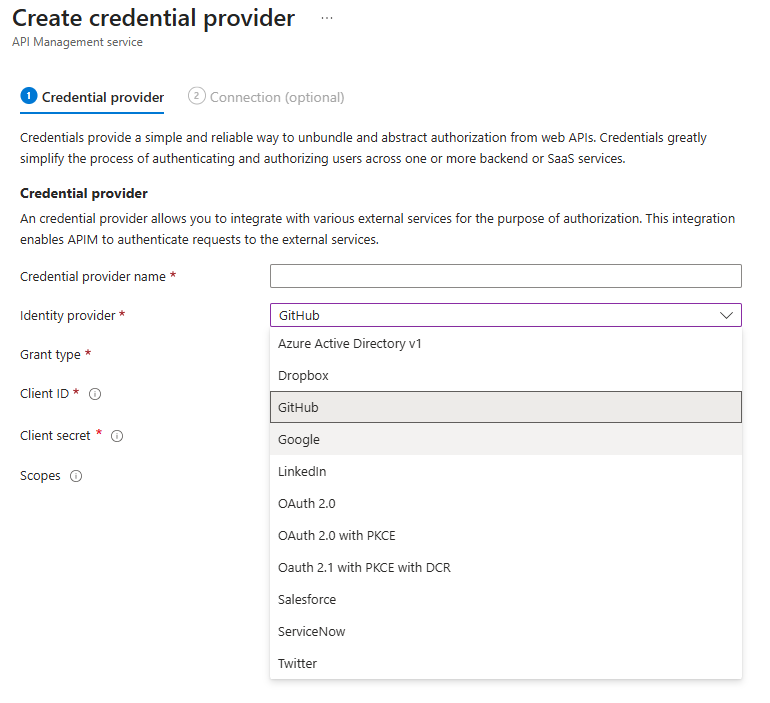 Create credential provider ...
API Management service
1 Credential provider 2 Connection (optional)
Credentials provide a simple and reliable way to unbundle and abstract authorization from web APIs. Credentials greatly
simplify the process of authenticating and authorizing users across one or more backend or SaaS services.
Credential provider
An credential provider allows you to integrate with various external services for the purpose of authorization. This integration
enables APIM to authenticate requests to the external services.
Credential provider name *
Identity provider * GitHub
Grant type *
Client ID *
Client secret *
Scopes
Azure Active Directory v1
Dropbox
GitHub
Google
LinkedIn
OAuth 2.0
OAuth 2.0 with PKCE
Oauth 2.1 with PKCE with DCR
Salesforce
ServiceNow
Twitter